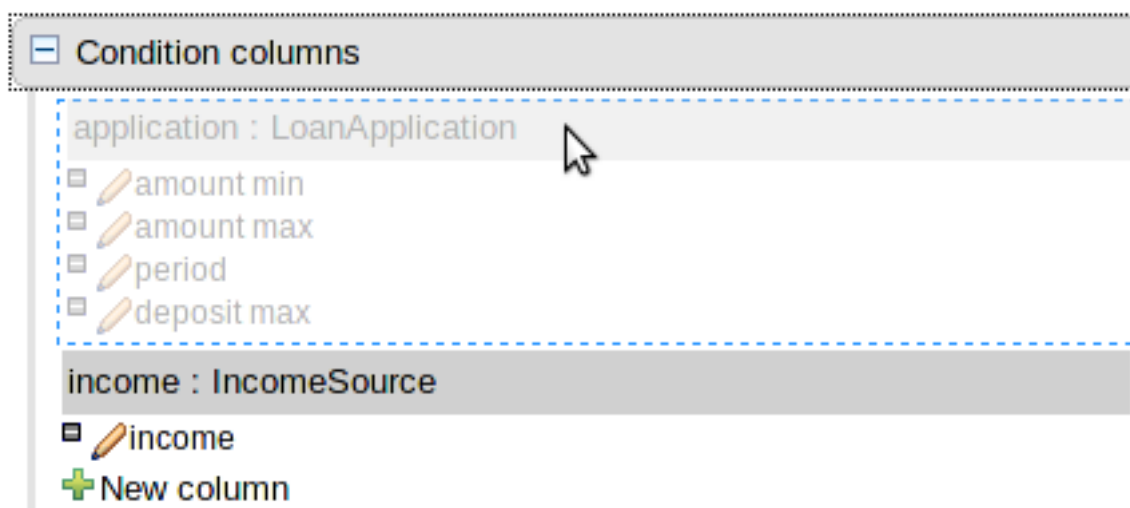 Condition columns
application : LoanApplication
amount min
amount max
period
deposit max
income : IncomeSource
income
New column